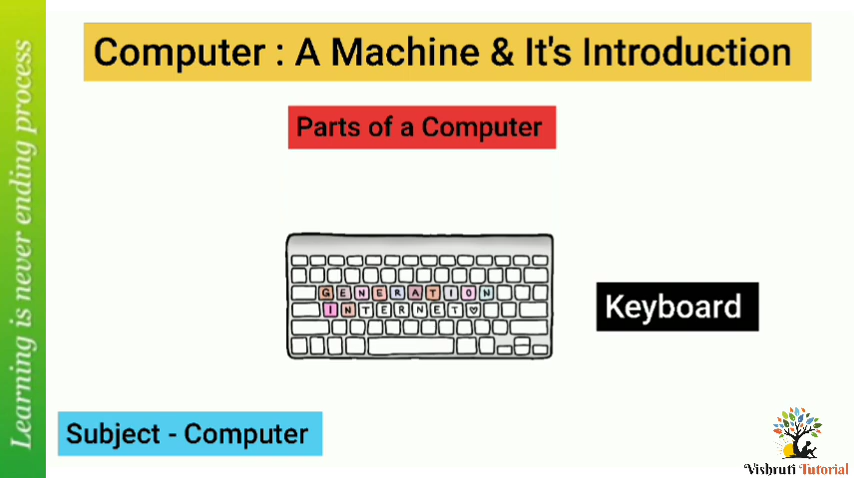 Learning is never ending process
Computer : A Machine & It's Introduction
Parts of a Computer
GENERATION
INTERNET♡
Keyboard
Subject - Computer
Vishruti Tutorial